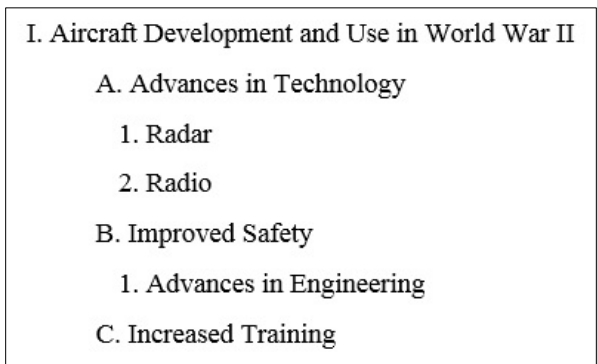 I. Aircraft Development and Use in World War II
A. Advances in Technology
1. Radar
2. Radio
B. Improved Safety
1. Advances in Engineering
C. Increased Training